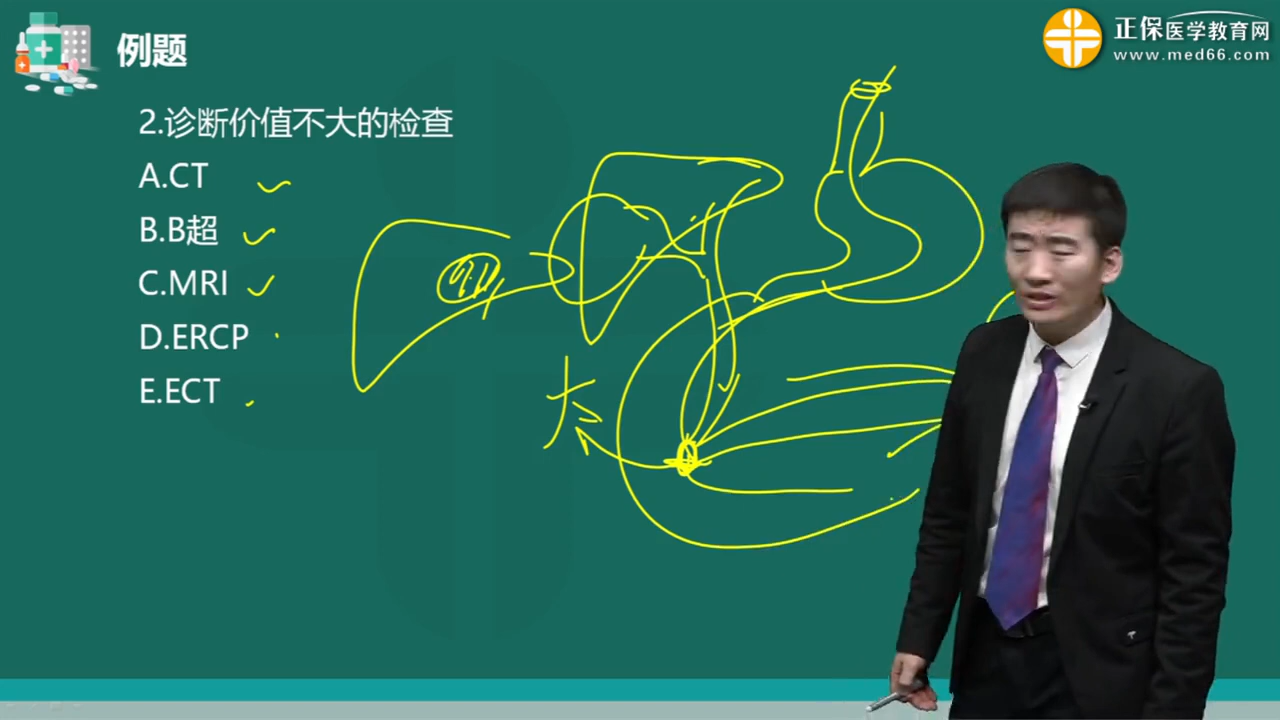 例题
正保医学教育网
www.med66.com
2.诊断价值不大的检查
A.CT
B.B超
C.MRI
D.ERCP
E.ECT
大